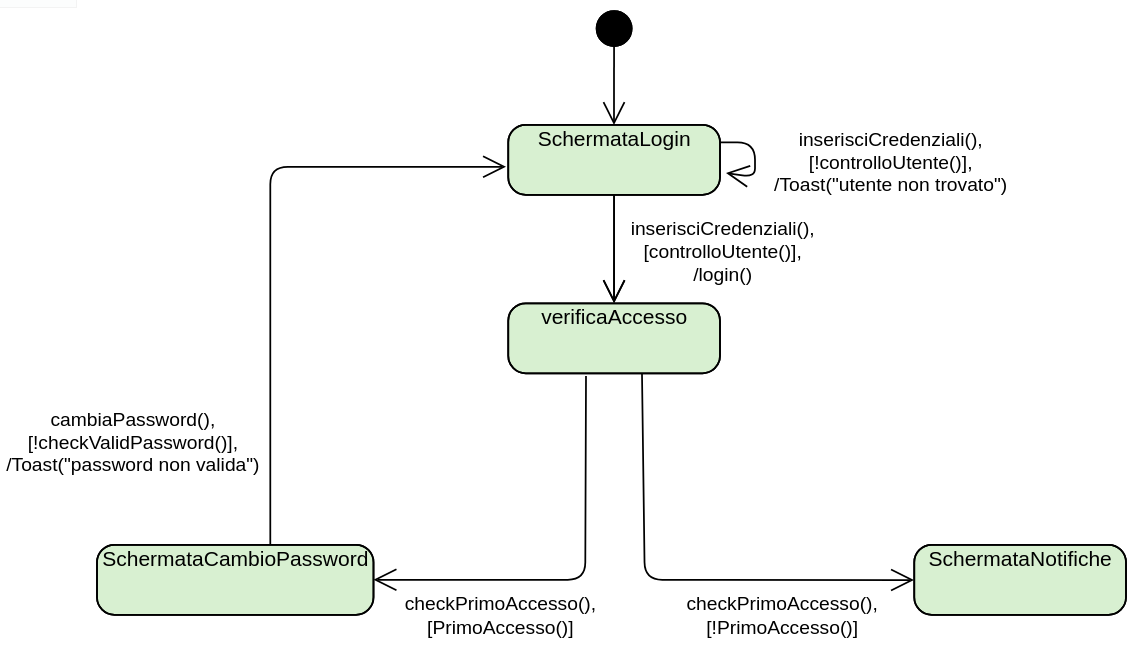 SchermataLogin
inserisciCredenziali(),
[!controlloUtente()],
/Toast("utente non trovato")
inserisciCredenziali(),
[controlloUtente()],
/login()
verificaAccesso
cambiaPassword(),
[!checkValidPassword()],
/Toast("password non valida")
SchermataCambioPassword
SchermataNotifiche
checkPrimoAccesso(),
[PrimoAccesso()]
checkPrimoAccesso(),
[!PrimoAccesso()]